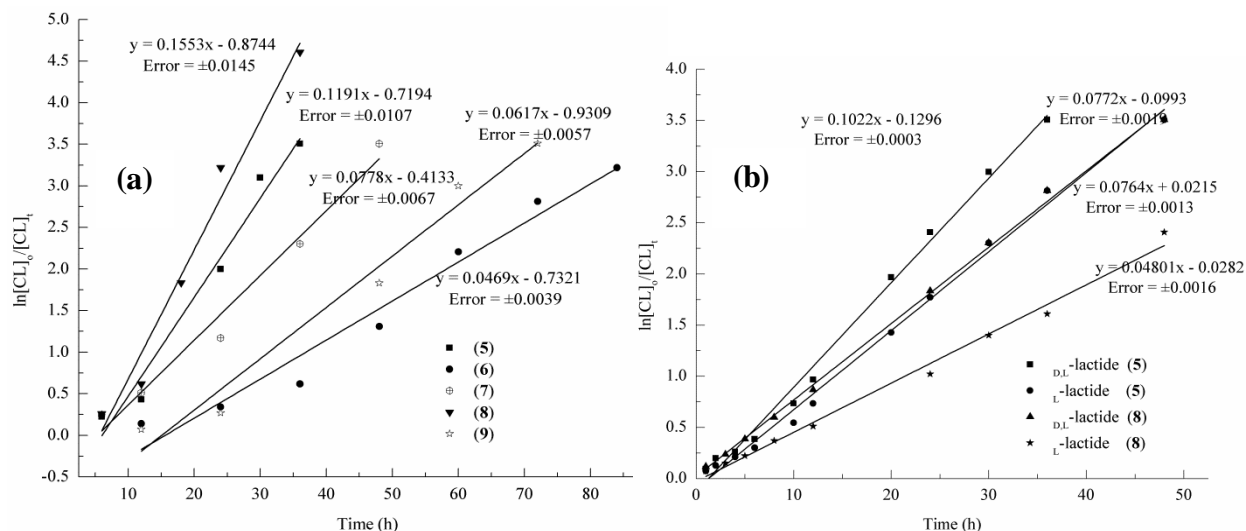 (a)
ln[CL]o/[CL]t
5.0
4.5
4.0
3.5
3.0
2.5
2.0
1.5
1.0
0.5
0.0
-0.5
y = 0.1553x - 0.8744
Error = ±0.0145
y = 0.1191x - 0.7194
Error = ±0.0107
y = 0.0617x - 0.9309
Error = ±0.0057
y = 0.0778x - 0.4133
Error = ±0.0067
y = 0.0469x - 0.7321
Error = ±0.0039
(5)
(6)
(7)
(8)
(9)
10 20 30 40 50 60 70 80
Time (h)
(b)
ln[CL]o/[CL]t
4.0
3.5
3.0
2.5
2.0
1.5
1.0
0.5
0.0
y = 0.1022x - 0.1296
Error = ±0.0003
y = 0.0772x - 0.0993
y = 0.0764x + 0.0215
Error = ±0.0013
y = 0.04801x - 0.0282
Error = ±0.0016
D,L-lactide (5)
L-lactide (5)
D,L-lactide (8)
L-lactide (8)
0 10 20 30 40 50
Time (h)